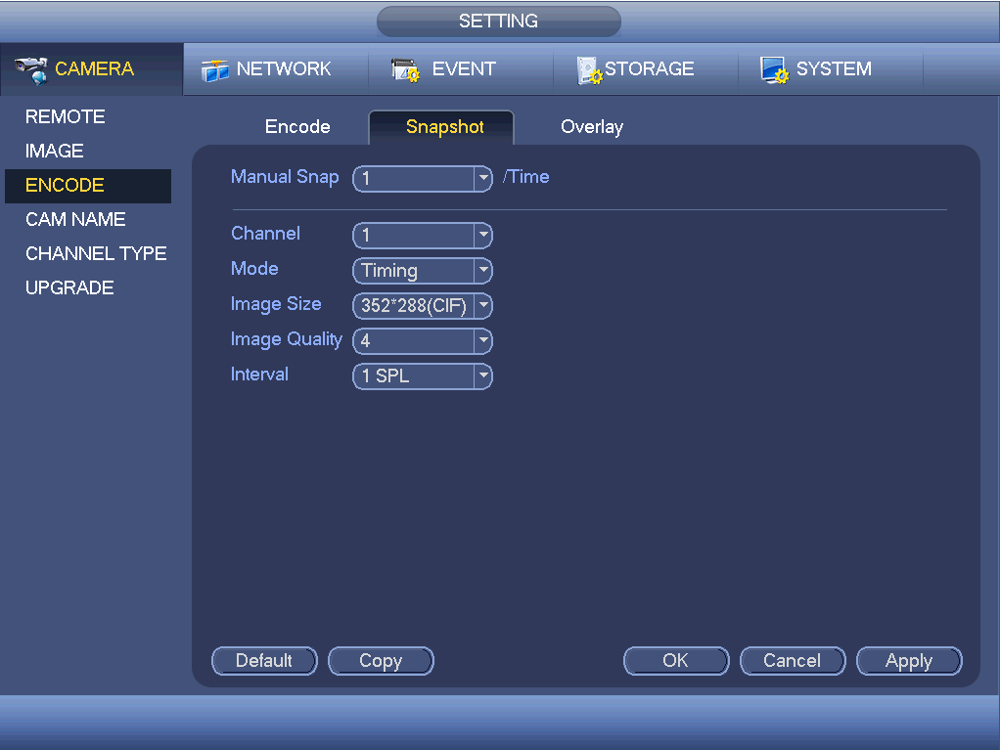 SETTING
CAMERA NETWORK EVENT STORAGE SYSTEM
REMOTE
IMAGE
ENCODE
CAM NAME
CHANNEL TYPE
UPGRADE
Encode Snapshot Overlay
Manual Snap 1 /Time
Channel 1
Mode Timing
Image Size 352*288(CIF)
Image Quality 4
Interval 1 SPL
Default Copy OK Cancel Apply